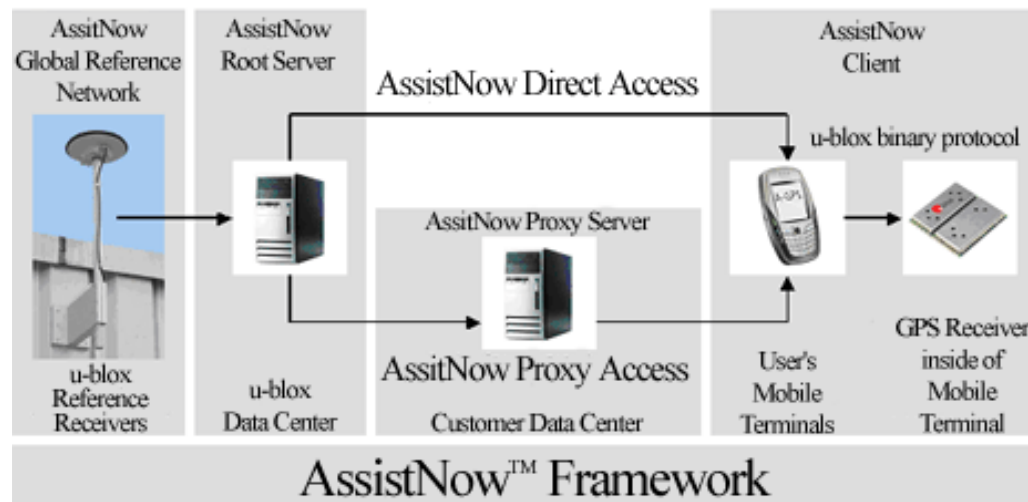 AssitNow
Global Reference
Network
u-blox
Reference
Receivers
AssistNow
Root Server
u-blox
Data Center
AssistNow Direct Access
AssitNow Proxy Server
AssitNow Proxy Access
Customer Data Center
AssistNow
Client
u-blox binary protocol
A-GPS
User's
Mobile
Terminals
GPS Receiver
inside of
Mobile
Terminal
AssistNow™ Framework